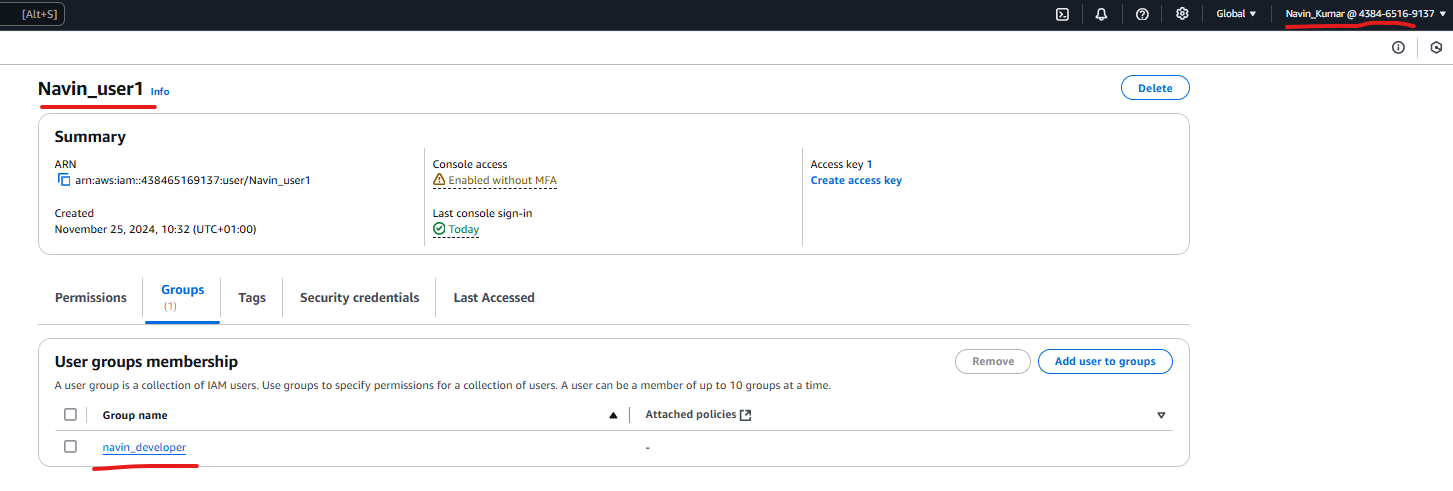 [Alt+S]
Global
Navin_Kumar @ 4384-6516-9137
Navin_user1 Info
Delete
Summary
ARN
arn:aws:iam::438465169137:user/Navin_user1
Created
November 25, 2024, 10:32 (UTC+01:00)
Console access
Enabled without MFA
Last console sign-in
Today
Access key 1
Create access key
Permissions
Groups
(1)
Tags
Security credentials
Last Accessed
User groups membership
Remove
Add user to groups
A user group is a collection of IAM users. Use groups to specify permissions for a collection of users. A user can be a member of up to 10 groups at a time.
Group name
Attached policies
navin_developer
-